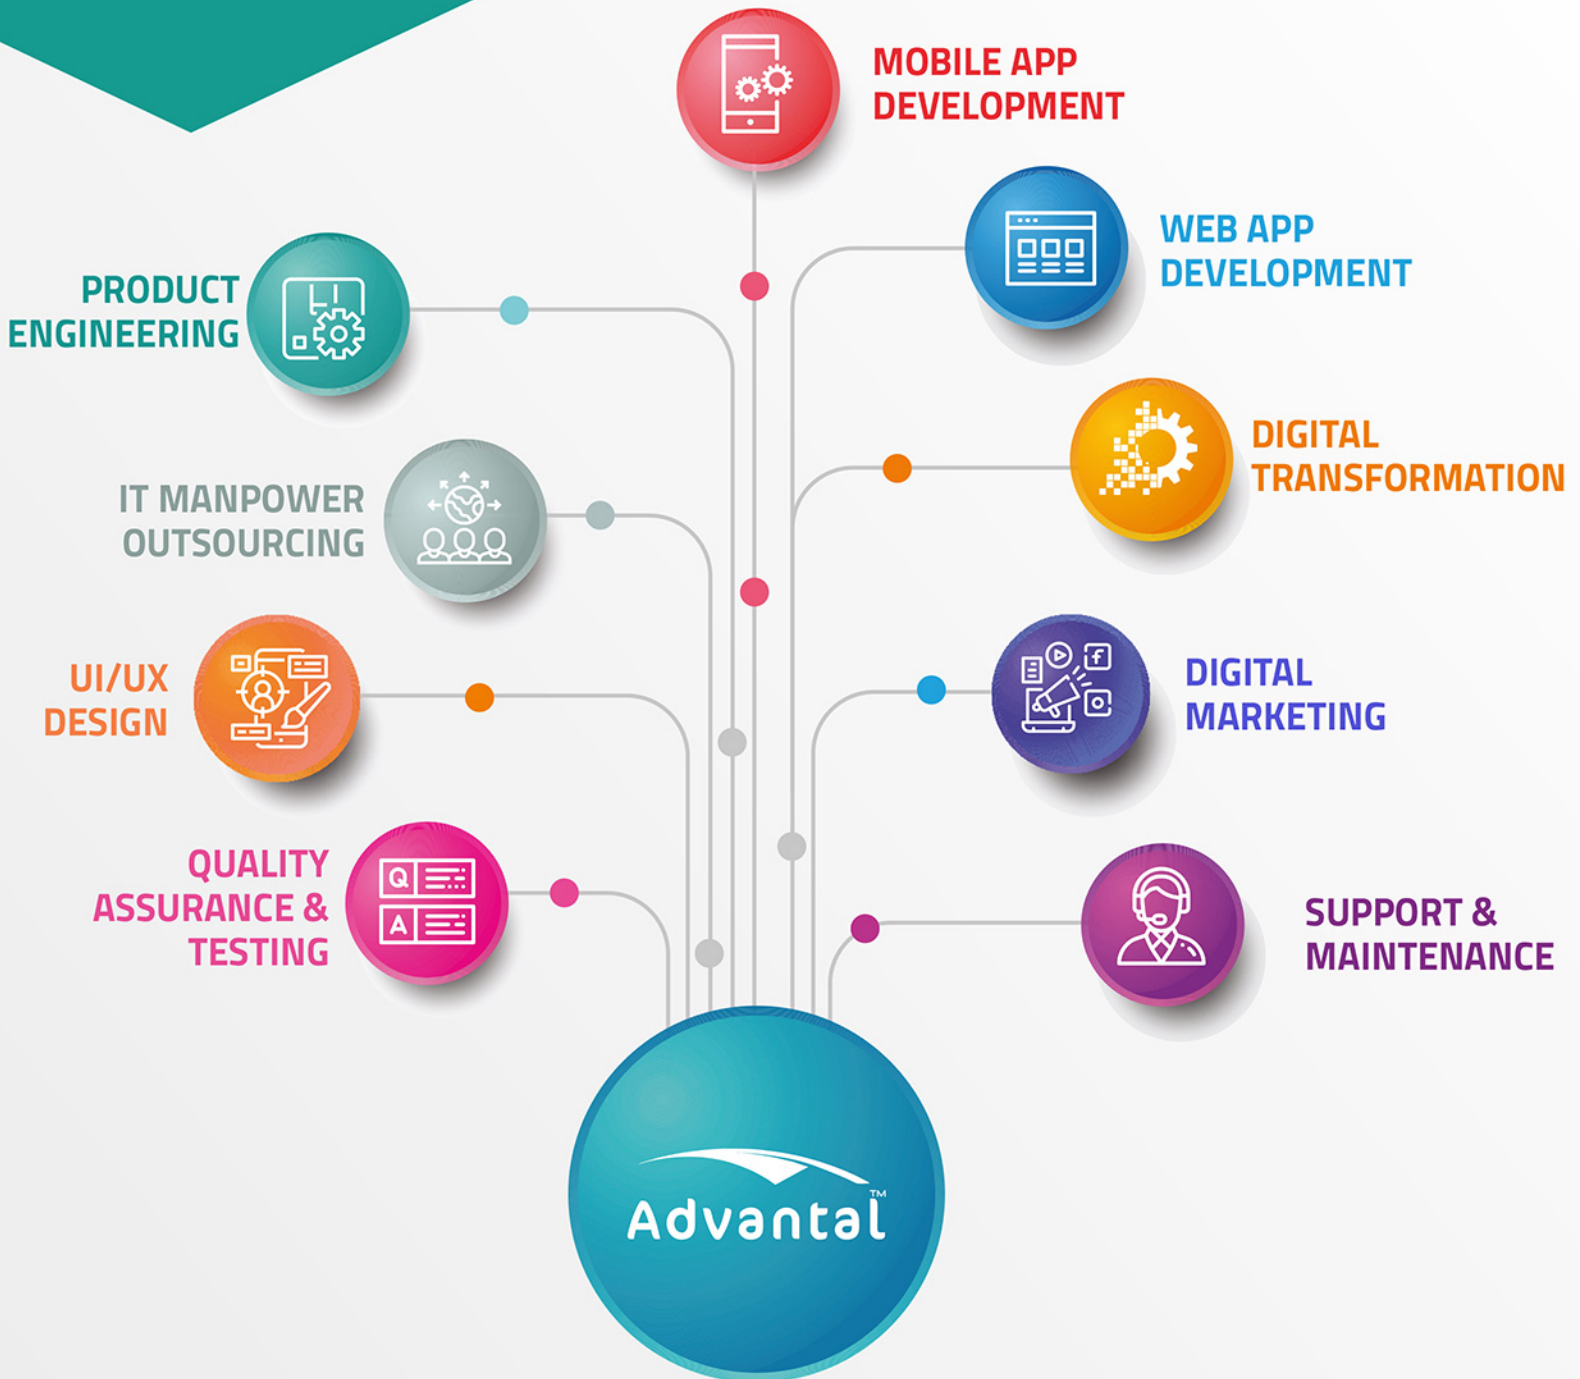 MOBILE APP
DEVELOPMENT
WEB APP
DEVELOPMENT
PRODUCT
ENGINEERING
DIGITAL
TRANSFORMATION
IT MANPOWER
OUTSOURCING
UI/UX
DESIGN
DIGITAL
MARKETING
QUALITY
ASSURANCE &
TESTING
Q
A
SUPPORT &
MAINTENANCE
Advantal™